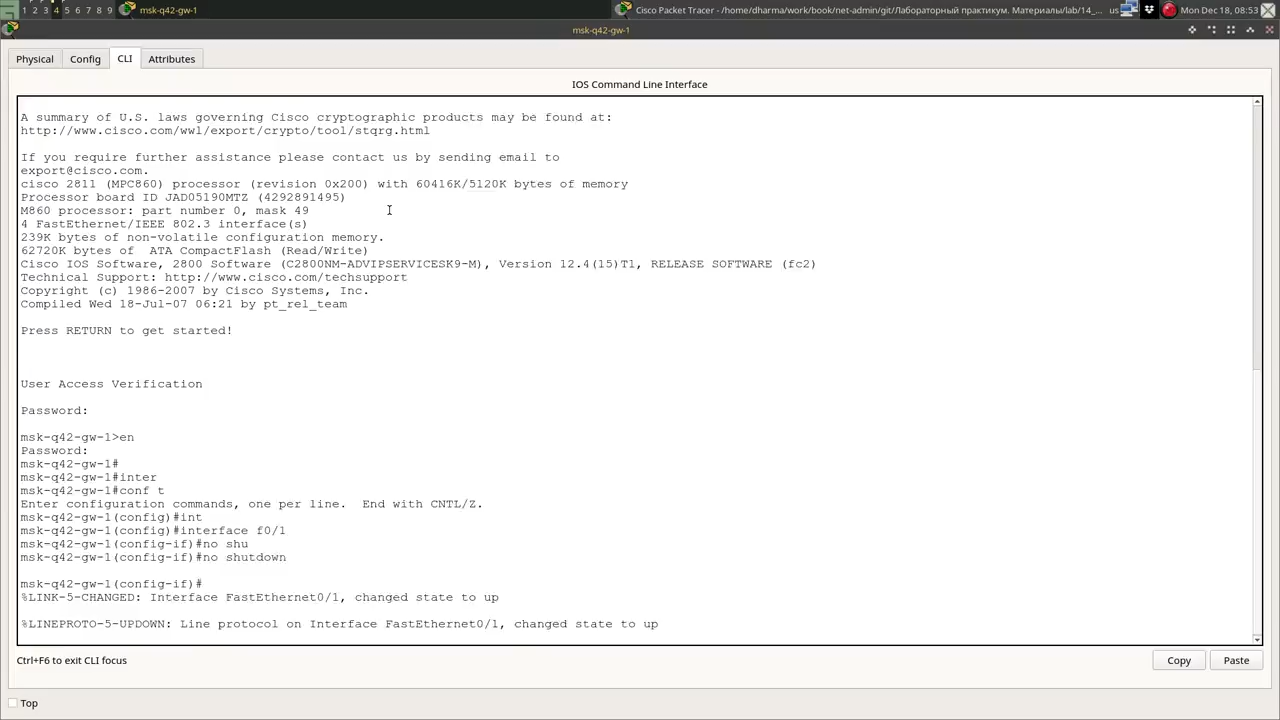 1 2 3 4 5 6 7 8 9 msk-q42-gw-1 Cisco Packet Tracer - /home/dharma/work/book/net-admin/git/Лабораторный практикум. Материалы/lab/14_... us Mon Dec 18, 08:53
msk-q42-gw-1
Physical Config CLI Attributes
IOS Command Line Interface
A summary of U.S. laws governing Cisco cryptographic products may be found at:
http://www.cisco.com/wwl/export/crypto/tool/stqrg.html
If you require further assistance please contact us by sending email to
export@cisco.com.
cisco 2811 (MPC860) processor (revision 0x200) with 60416K/5120K bytes of memory
Processor board ID JAD05190MTZ (4292891495)
M860 processor: part number 0, mask 49
4 FastEthernet/IEEE 802.3 interface(s)
239K bytes of non-volatile configuration memory.
62720K bytes of  ATA CompactFlash (Read/Write)
Cisco IOS Software, 2800 Software (C2800NM-ADVIPSERVICESK9-M), Version 12.4(15)T1, RELEASE SOFTWARE (fc2)
Technical Support: http://www.cisco.com/techsupport
Copyright (c) 1986-2007 by Cisco Systems, Inc.
Compiled Wed 18-Jul-07 06:21 by pt_rel_team
Press RETURN to get started!
User Access Verification
Password:
msk-q42-gw-1>en
Password:
msk-q42-gw-1#
msk-q42-gw-1#inter
msk-q42-gw-1#conf t
Enter configuration commands, one per line.  End with CNTL/Z.
msk-q42-gw-1(config)#int
msk-q42-gw-1(config)#interface f0/1
msk-q42-gw-1(config-if)#no shu
msk-q42-gw-1(config-if)#no shutdown
msk-q42-gw-1(config-if)#
%LINK-5-CHANGED: Interface FastEthernet0/1, changed state to up
%LINEPROTO-5-UPDOWN: Line protocol on Interface FastEthernet0/1, changed state to up
Ctrl+F6 to exit CLI focus Copy Paste
Top